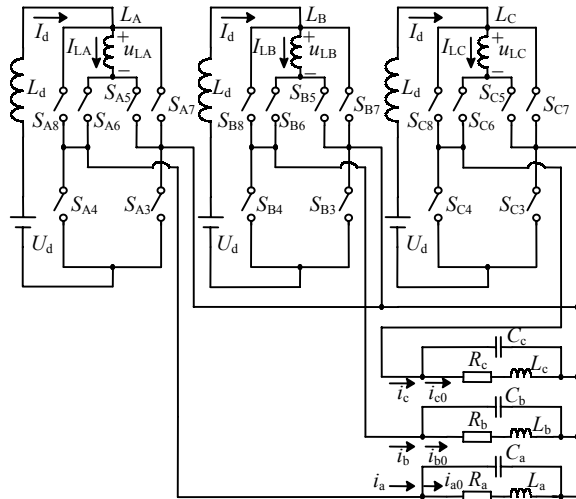 L_A L_B L_C
I_d I_d I_d
I_LA + u_LA − I_LB + u_LB − I_LC + u_LC −
L_d L_d L_d
S_A5 S_A7 S_B5 S_B7 S_C5 S_C7
S_A8 S_A6 S_B8 S_B6 S_C8 S_C6
S_A4 S_A3 S_B4 S_B3 S_C4 S_C3
U_d U_d U_d
C_c
R_c L_c
i_c i_c0
C_b
R_b L_b
i_b i_b0
C_a
i_a i_a0 R_a L_a